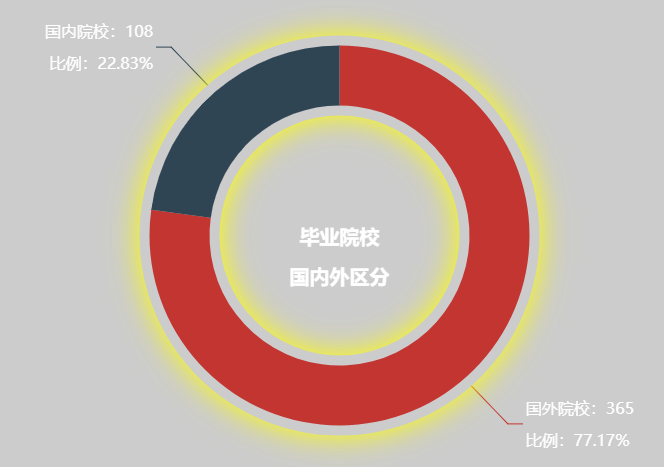 国内院校：108
比例：22.83%
毕业院校
国内外区分
国外院校：365
比例：77.17%